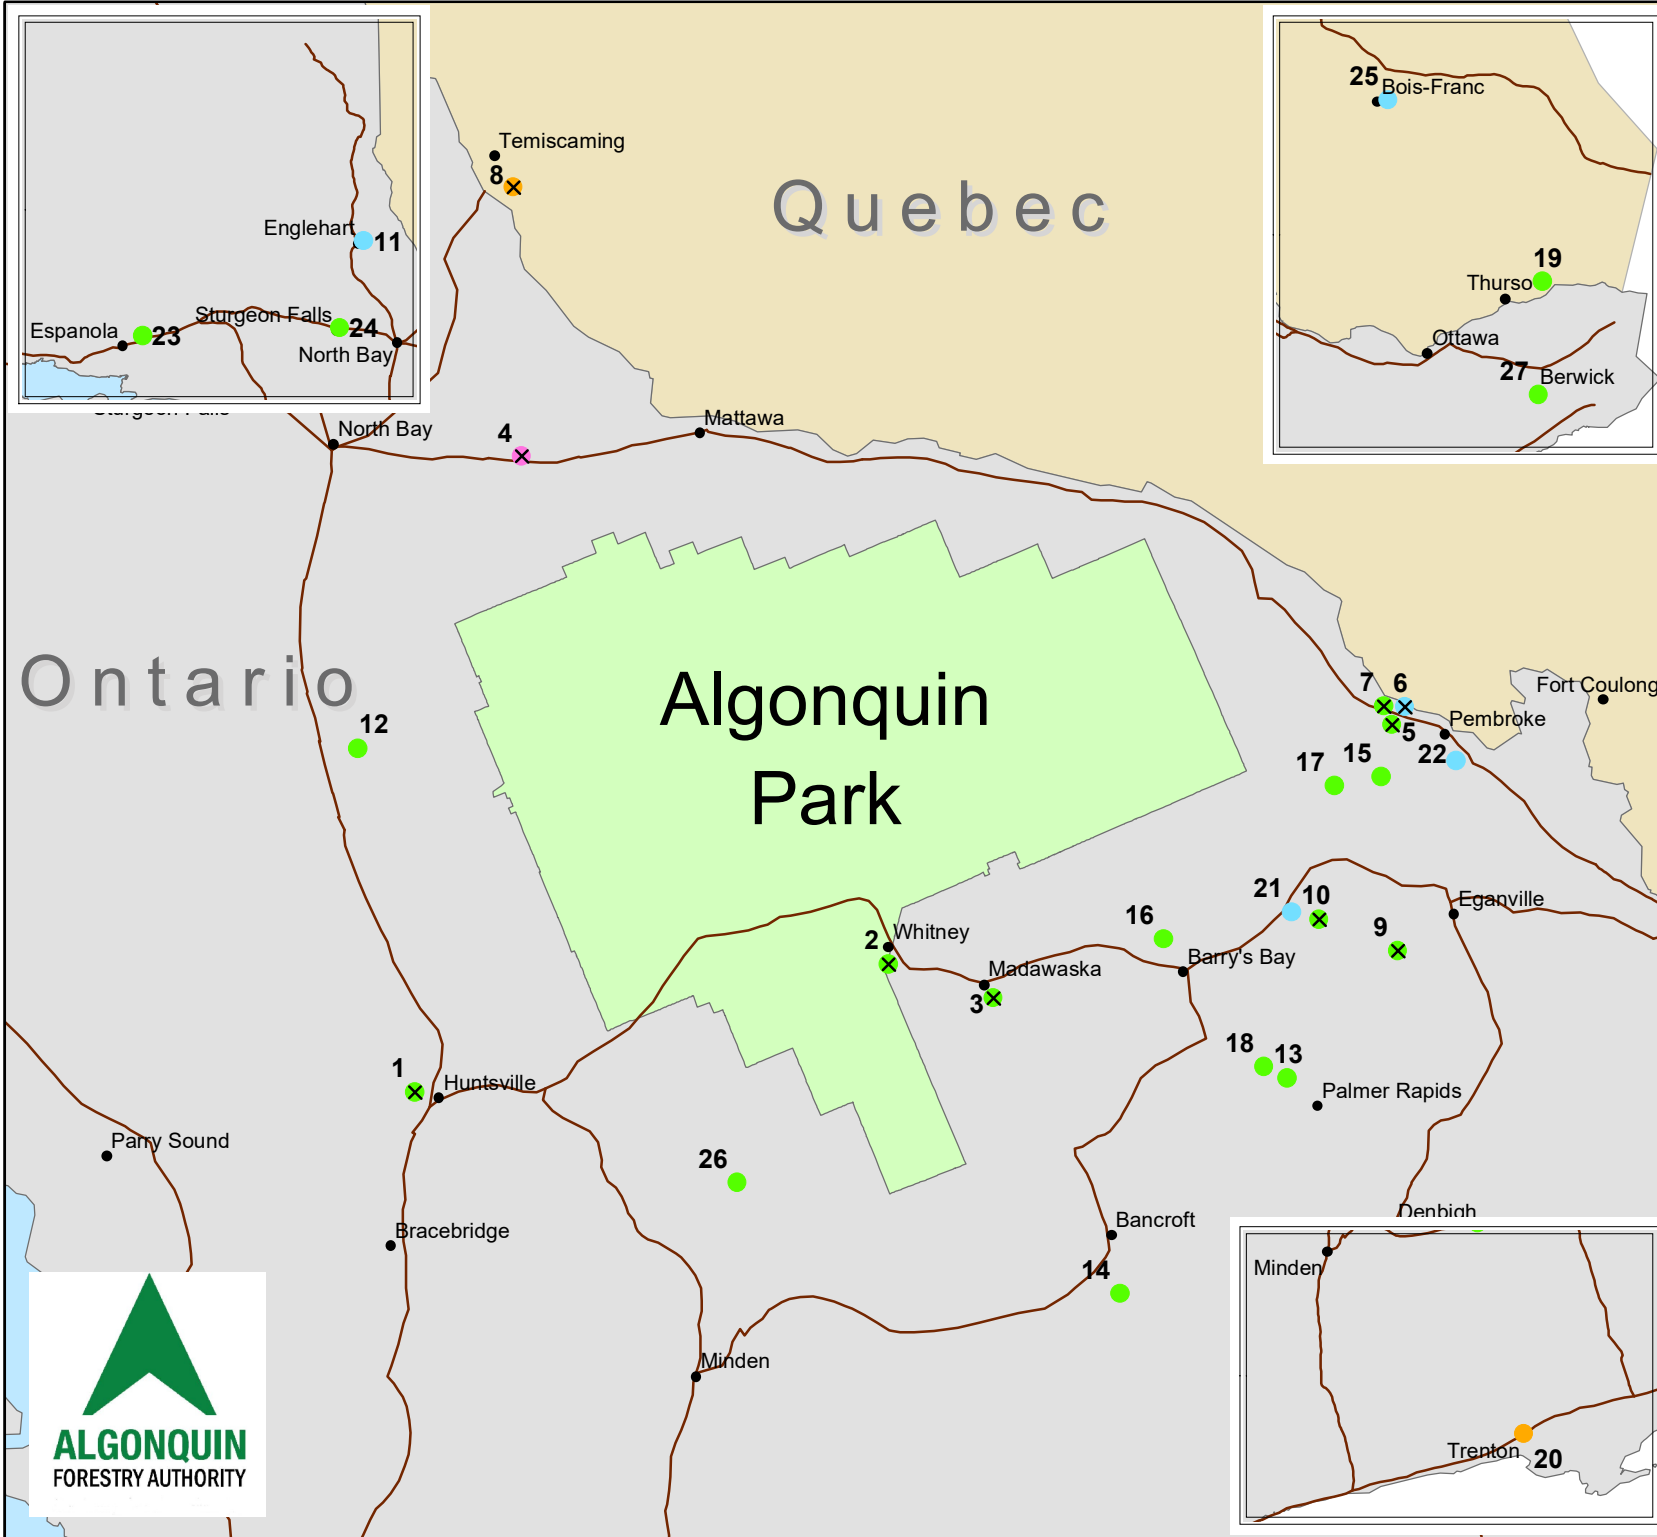 Temiscaming
8
Quebec
25
Bois-Franc
19
Thurso
Ottawa
27
Berwick
Englehart
11
Sturgeon Falls
Espanola
23
24
North Bay
Sturgeon Falls
North Bay
4
Mattawa
Ontario
Algonquin
Park
12
7
6
5
Fort Coulong
Pembroke
22
15
17
21
10
Eganville
16
9
2
Whitney
Barry's Bay
Madawaska
3
18
13
1
Huntsville
Palmer Rapids
Parry Sound
26
Bracebridge
Bancroft
Denbigh
14
Minden
Minden
Trenton
20
ALGONQUIN
FORESTRY AUTHORITY